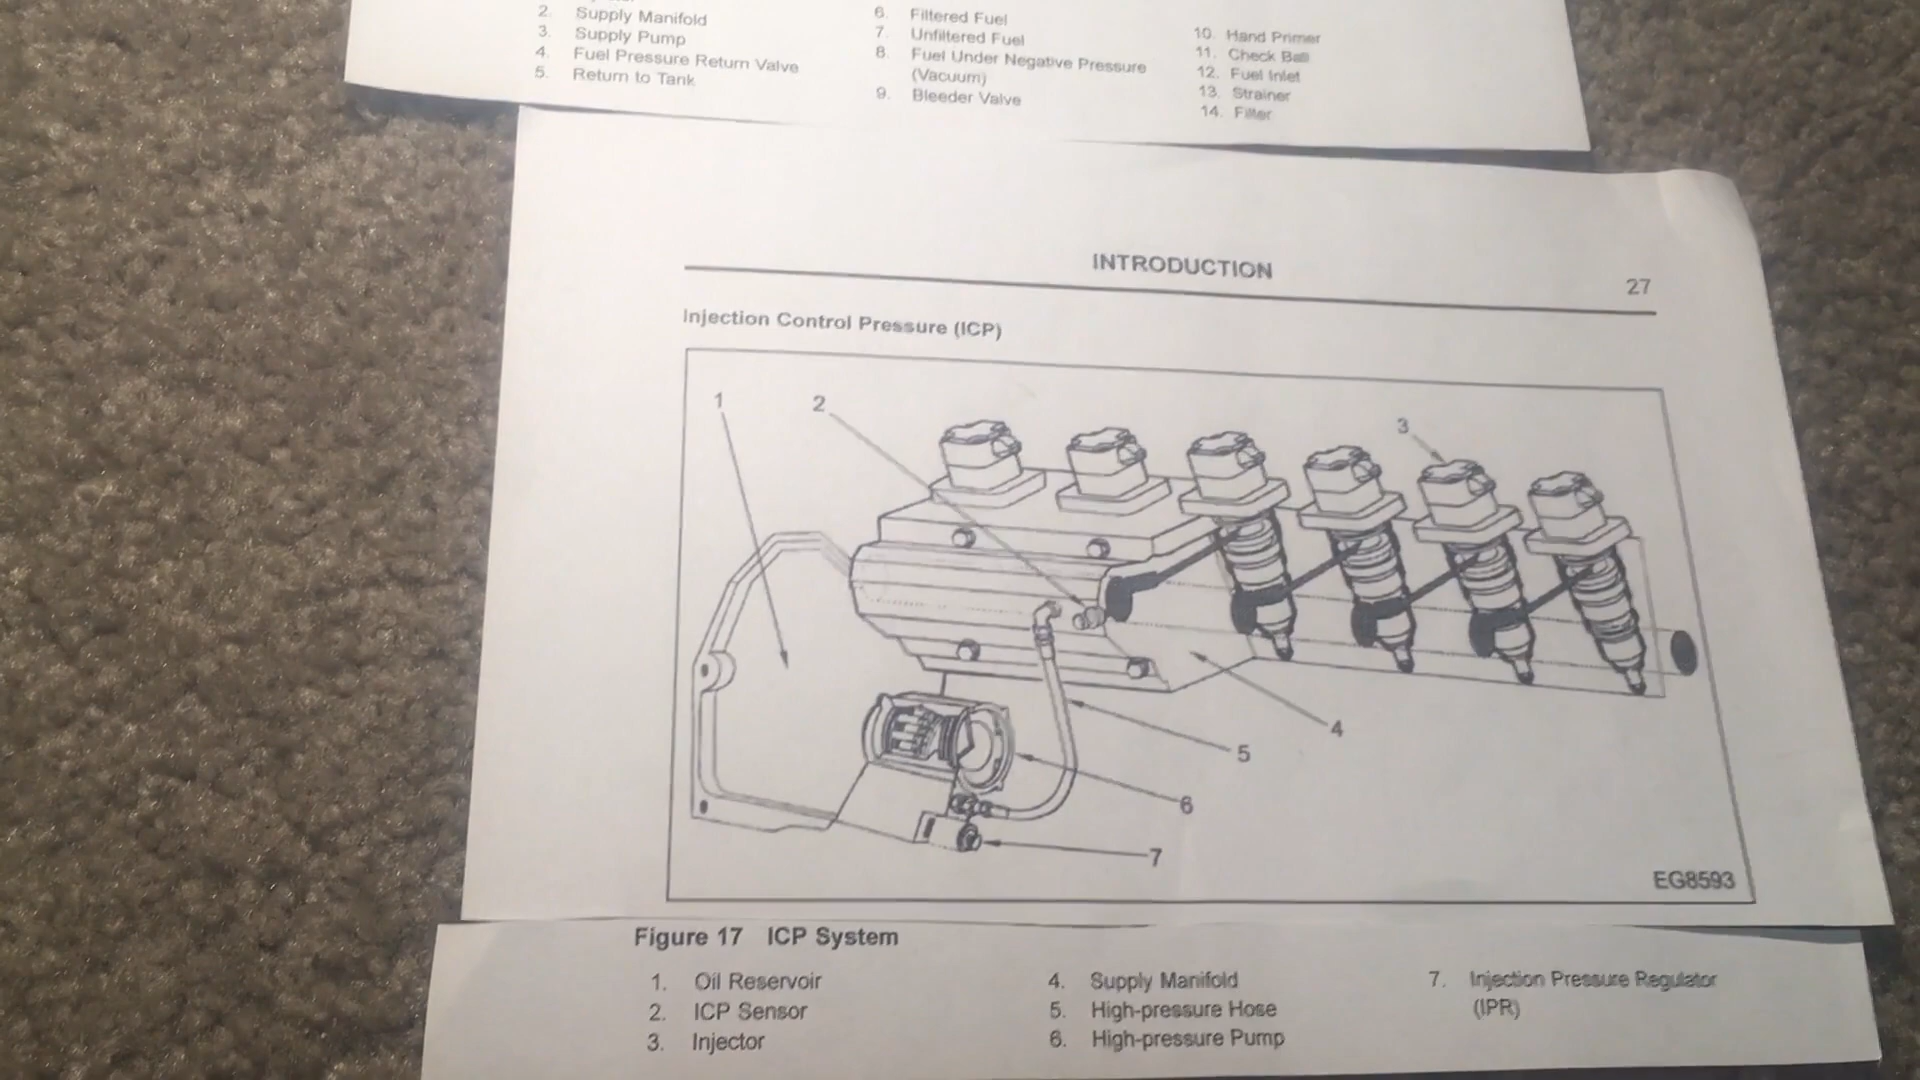 2. Supply Manifold
3. Supply Pump
4. Fuel Pressure Return Valve
5. Return to Tank
6. Filtered Fuel
7. Unfiltered Fuel
8. Fuel Under Negative Pressure
(Vacuum)
9. Bleeder Valve
10. Hand Primer
11. Check Ball
12. Fuel Inlet
13. Strainer
14. Filter
INTRODUCTION
27
Injection Control Pressure (ICP)
1
2
3
4
5
6
7
EG8593
Figure 17 ICP System
1. Oil Reservoir
2. ICP Sensor
3. Injector
4. Supply Manifold
5. High-pressure Hose
6. High-pressure Pump
7. Injection Pressure Regulator
(IPR)